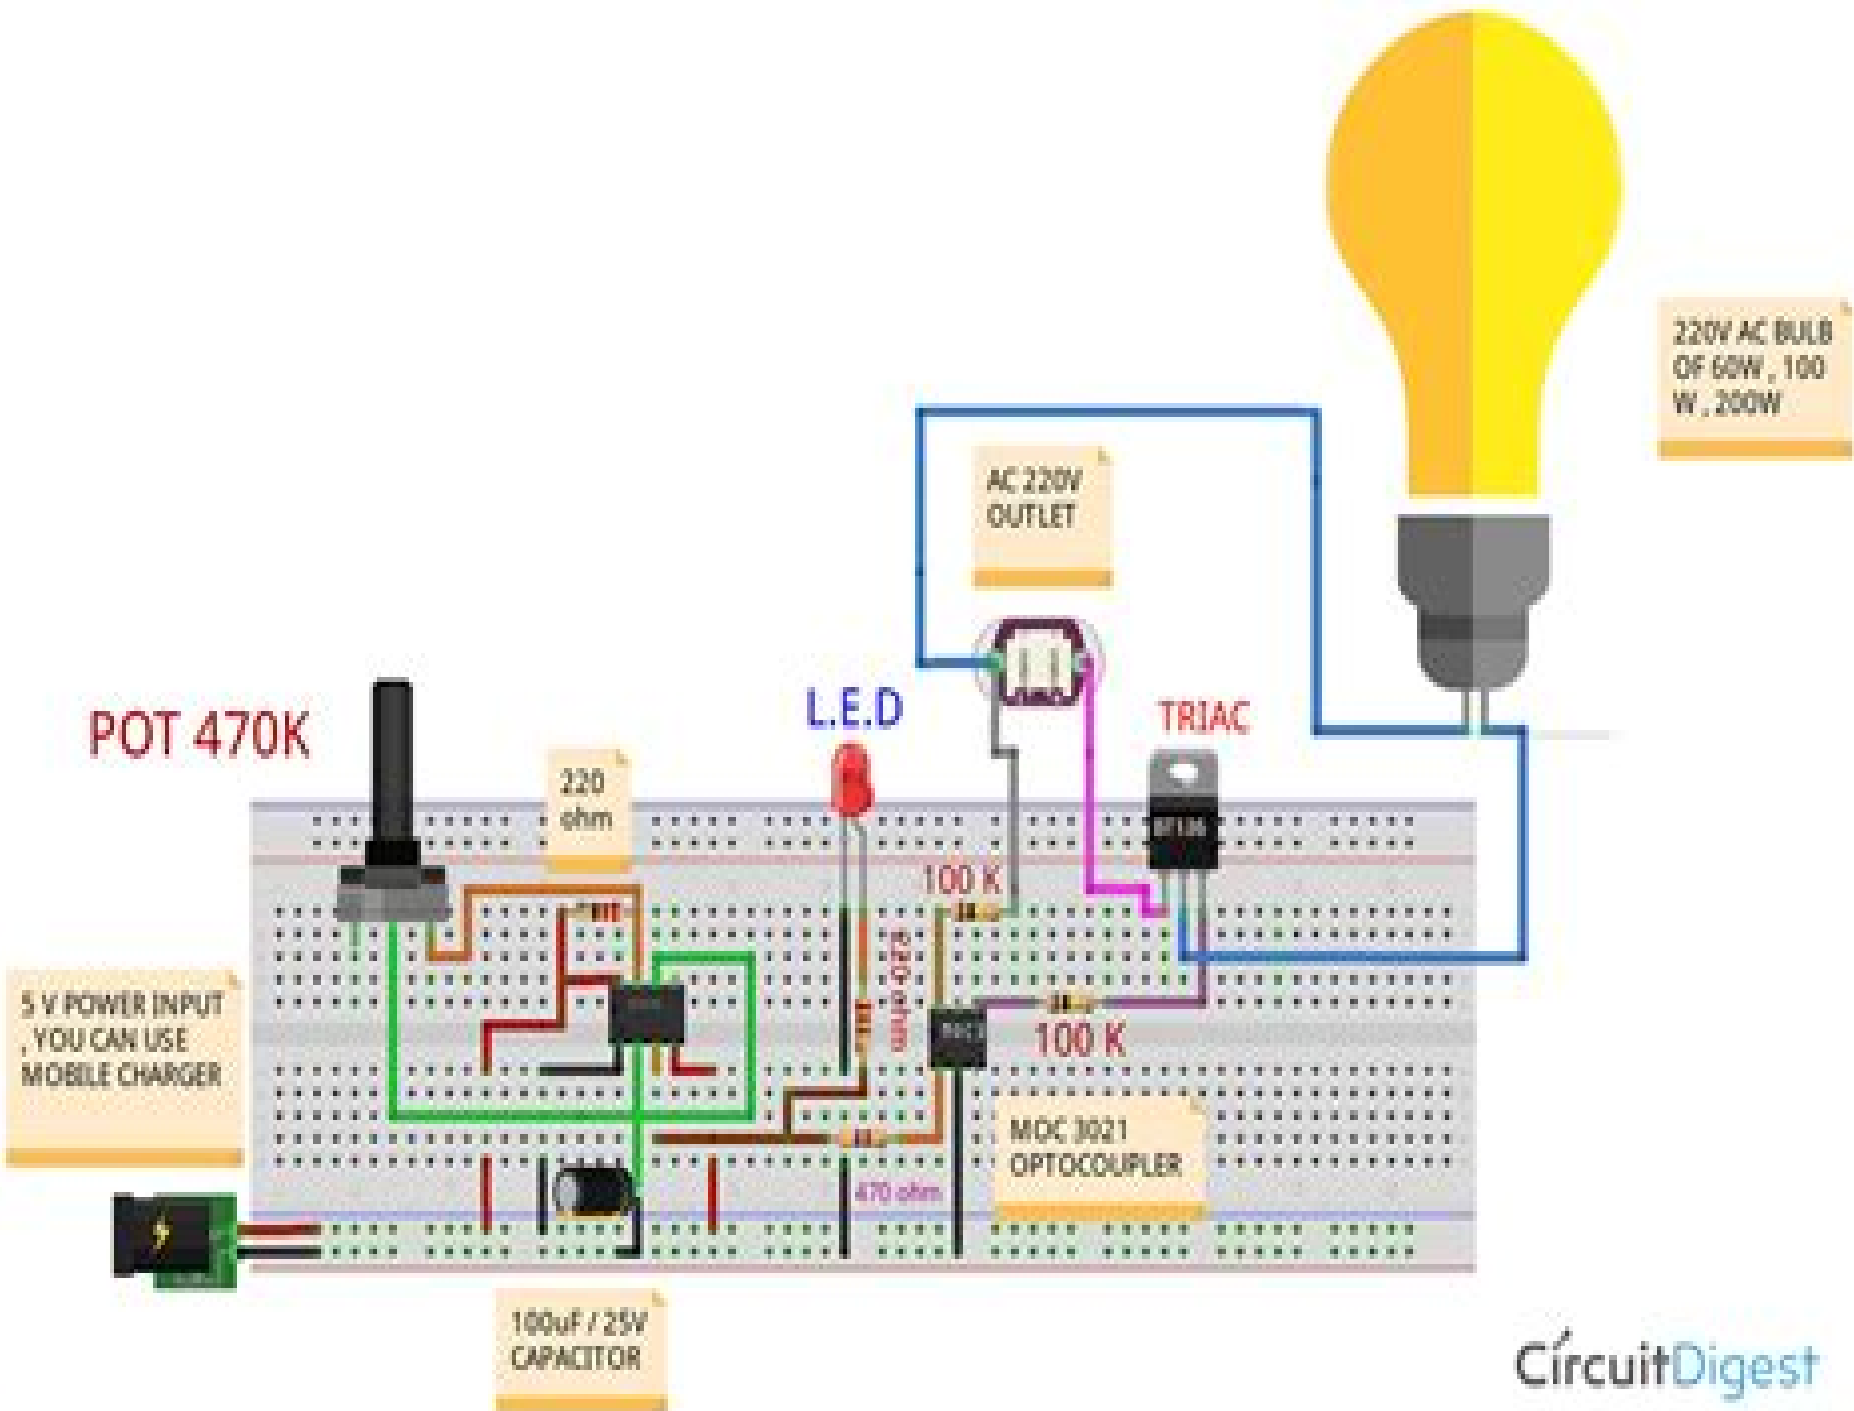 220V AC BULB
OF 60W , 100
W , 200W
AC 220V
OUTLET
L.E.D
POT 470K
TRIAC
220
ohm
100 K
220 ohm
5 V POWER INPUT
, YOU CAN USE
MOBILE CHARGER
100 K
MOC 3021
OPTOCOUPLER
470 ohm
100uF / 25V
CAPACITOR
CircuitDigest